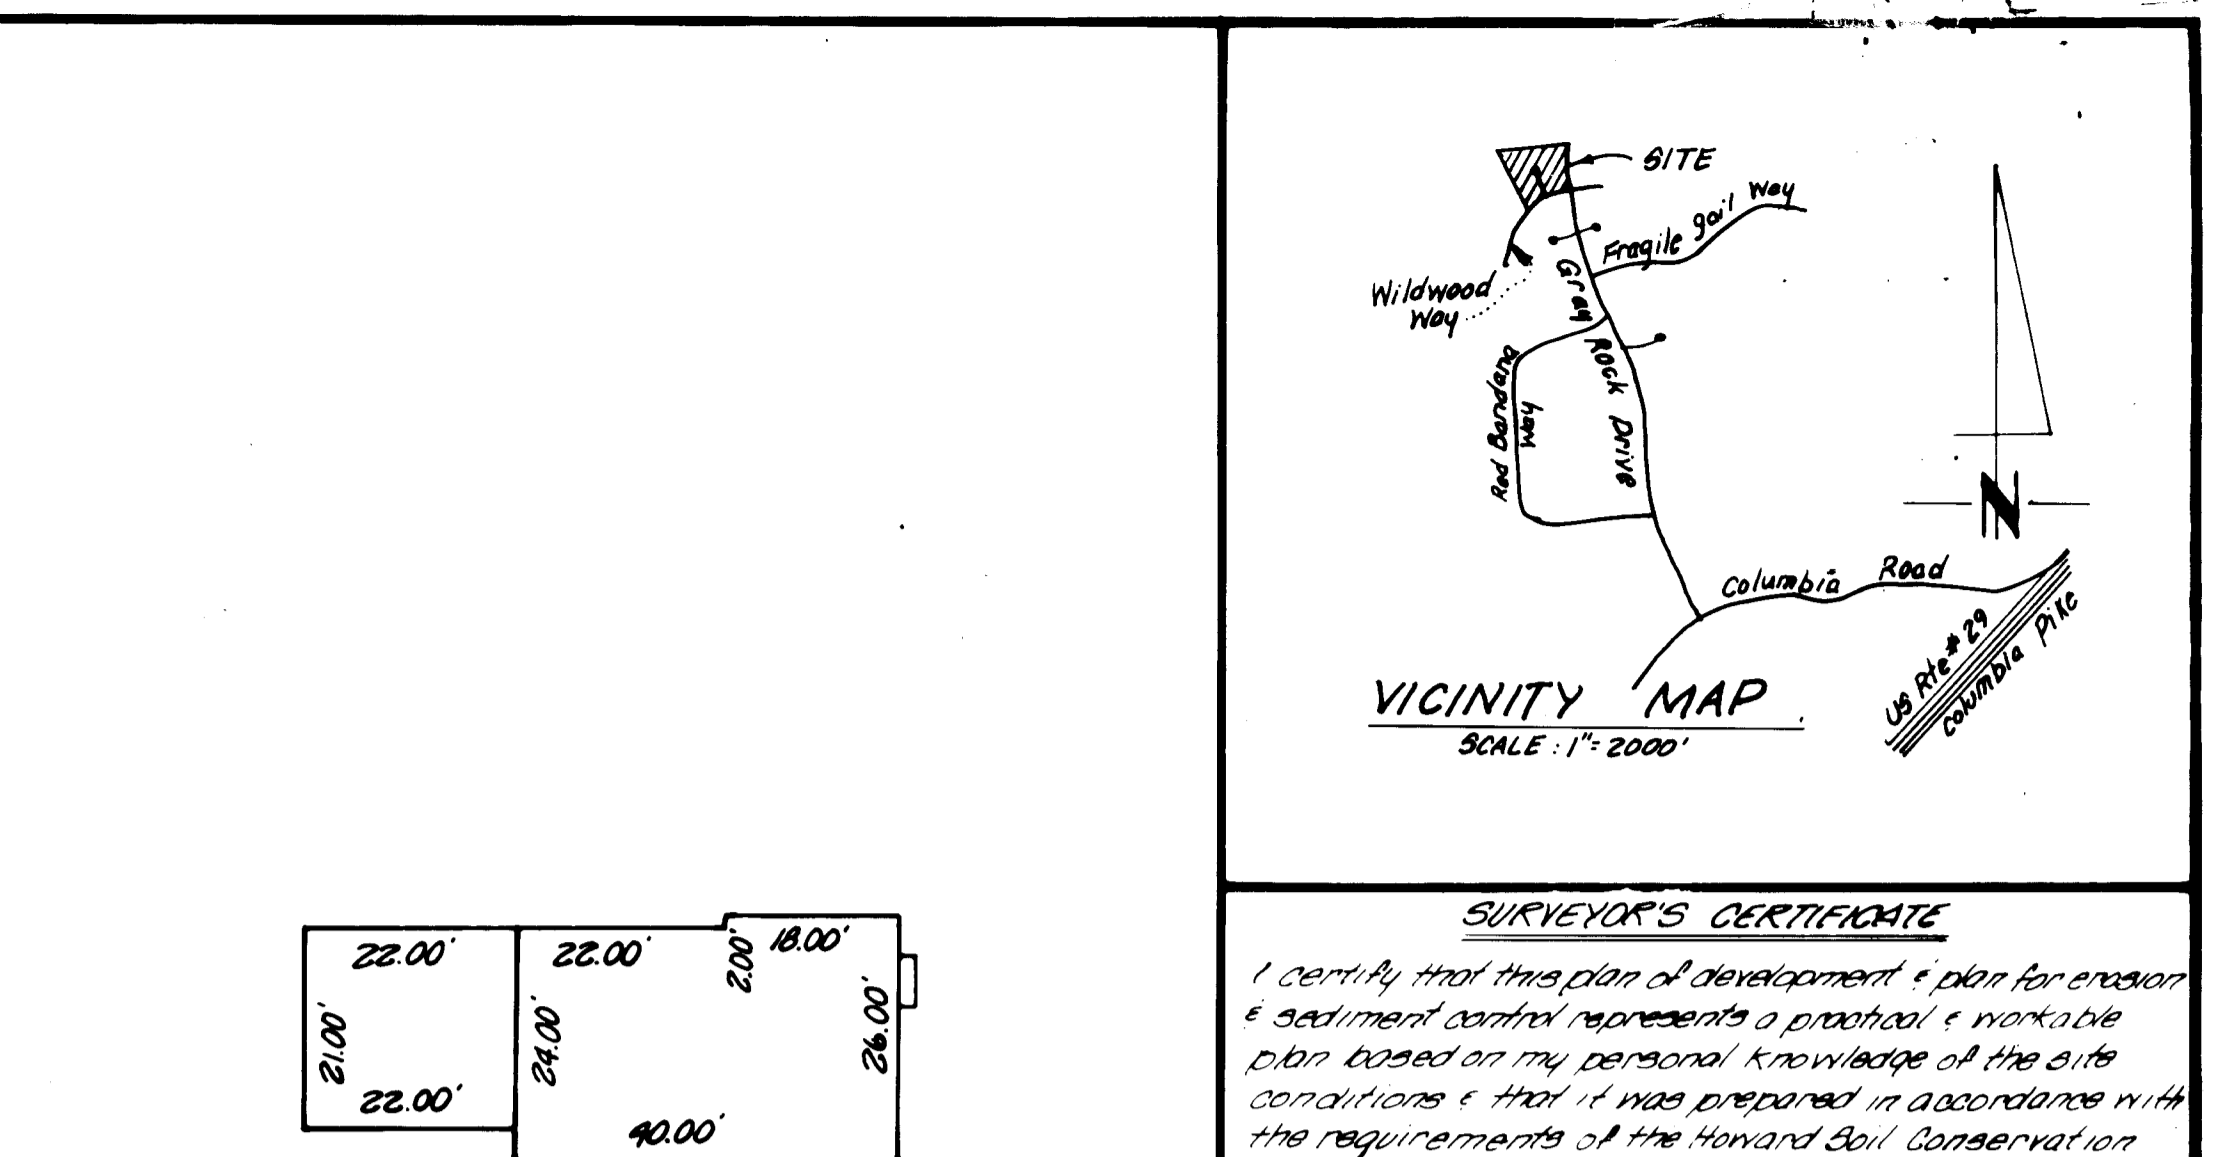 SITE
Fragile Gail Way
Wildwood
Way
Gray Rock Drive
Red Bandana
Way
N
Columbia Road
US Rte # 29
Columbia Pike
VICINITY MAP
SCALE : 1" = 2000'
22.00'
22.00'
2.00'
18.00'
21.00'
24.00'
26.00'
22.00'
40.00'
SURVEYOR'S CERTIFICATE
I certify that this plan of development & plan for erosion
& sediment control represents a practical & workable
plan based on my personal knowledge of the site
conditions & that it was prepared in accordance with
the requirements of the Howard Soil Conservation